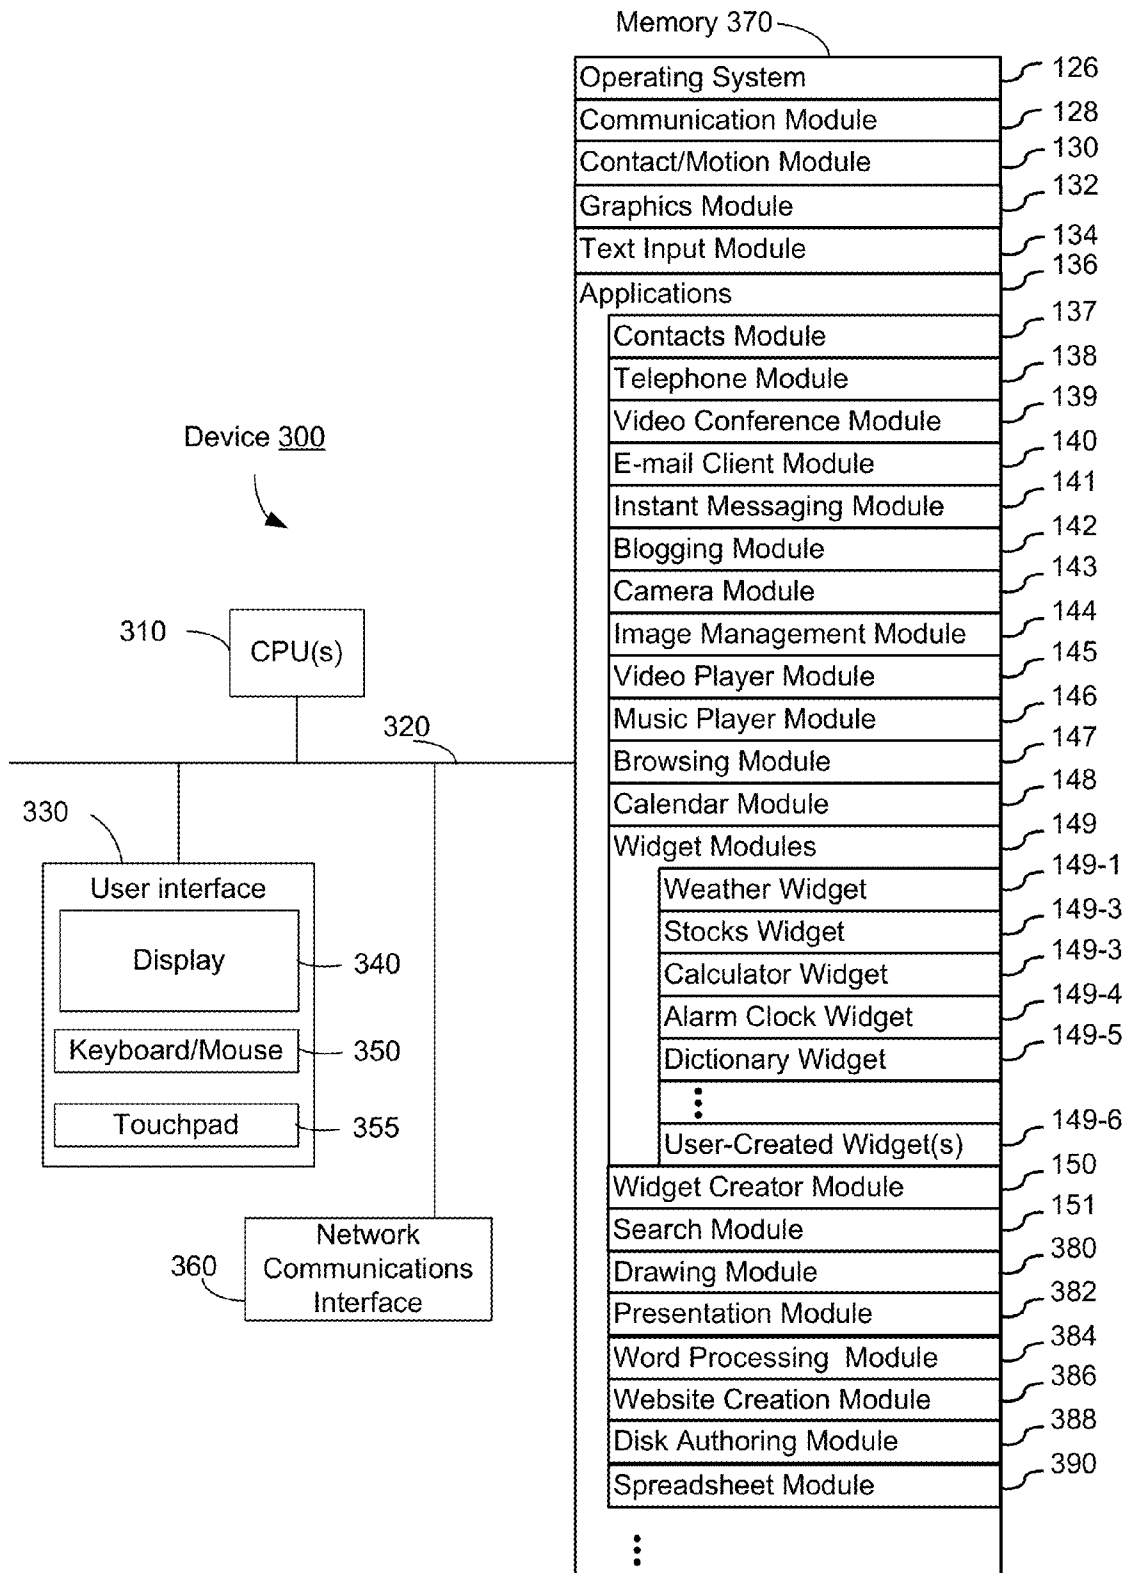 Memory 370
Operating System 126
Communication Module 128
Contact/Motion Module 130
Graphics Module 132
Text Input Module 134
Applications 136
Contacts Module 137
Telephone Module 138
Video Conference Module 139
E-mail Client Module 140
Instant Messaging Module 141
Blogging Module 142
Camera Module 143
Image Management Module 144
Video Player Module 145
Music Player Module 146
Browsing Module 147
Calendar Module 148
Widget Modules 149
Weather Widget 149-1
Stocks Widget 149-3
Calculator Widget 149-3
Alarm Clock Widget 149-4
Dictionary Widget 149-5
User-Created Widget(s) 149-6
Widget Creator Module 150
Search Module 151
Drawing Module 380
Presentation Module 382
Word Processing Module 384
Website Creation Module 386
Disk Authoring Module 388
Spreadsheet Module 390
Device 300
310
CPU(s)
320
330
User interface
Display 340
Keyboard/Mouse 350
Touchpad 355
360
Network
Communications
Interface